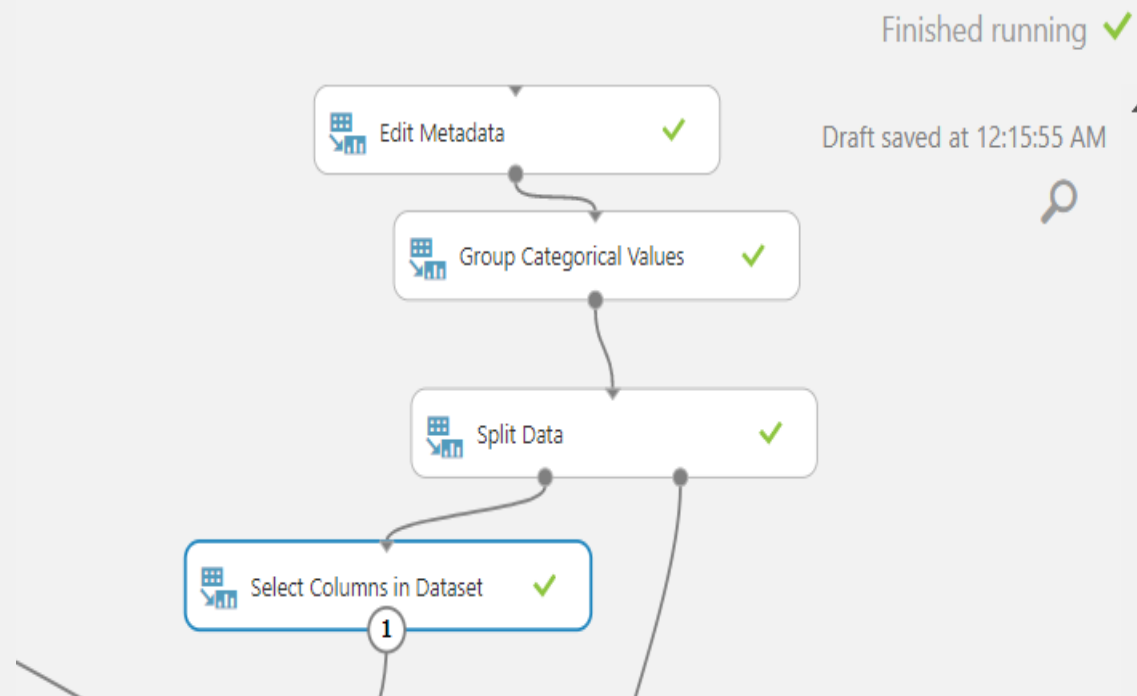 Finished running
Edit Metadata
Draft saved at 12:15:55 AM
Group Categorical Values
Split Data
Select Columns in Dataset
1